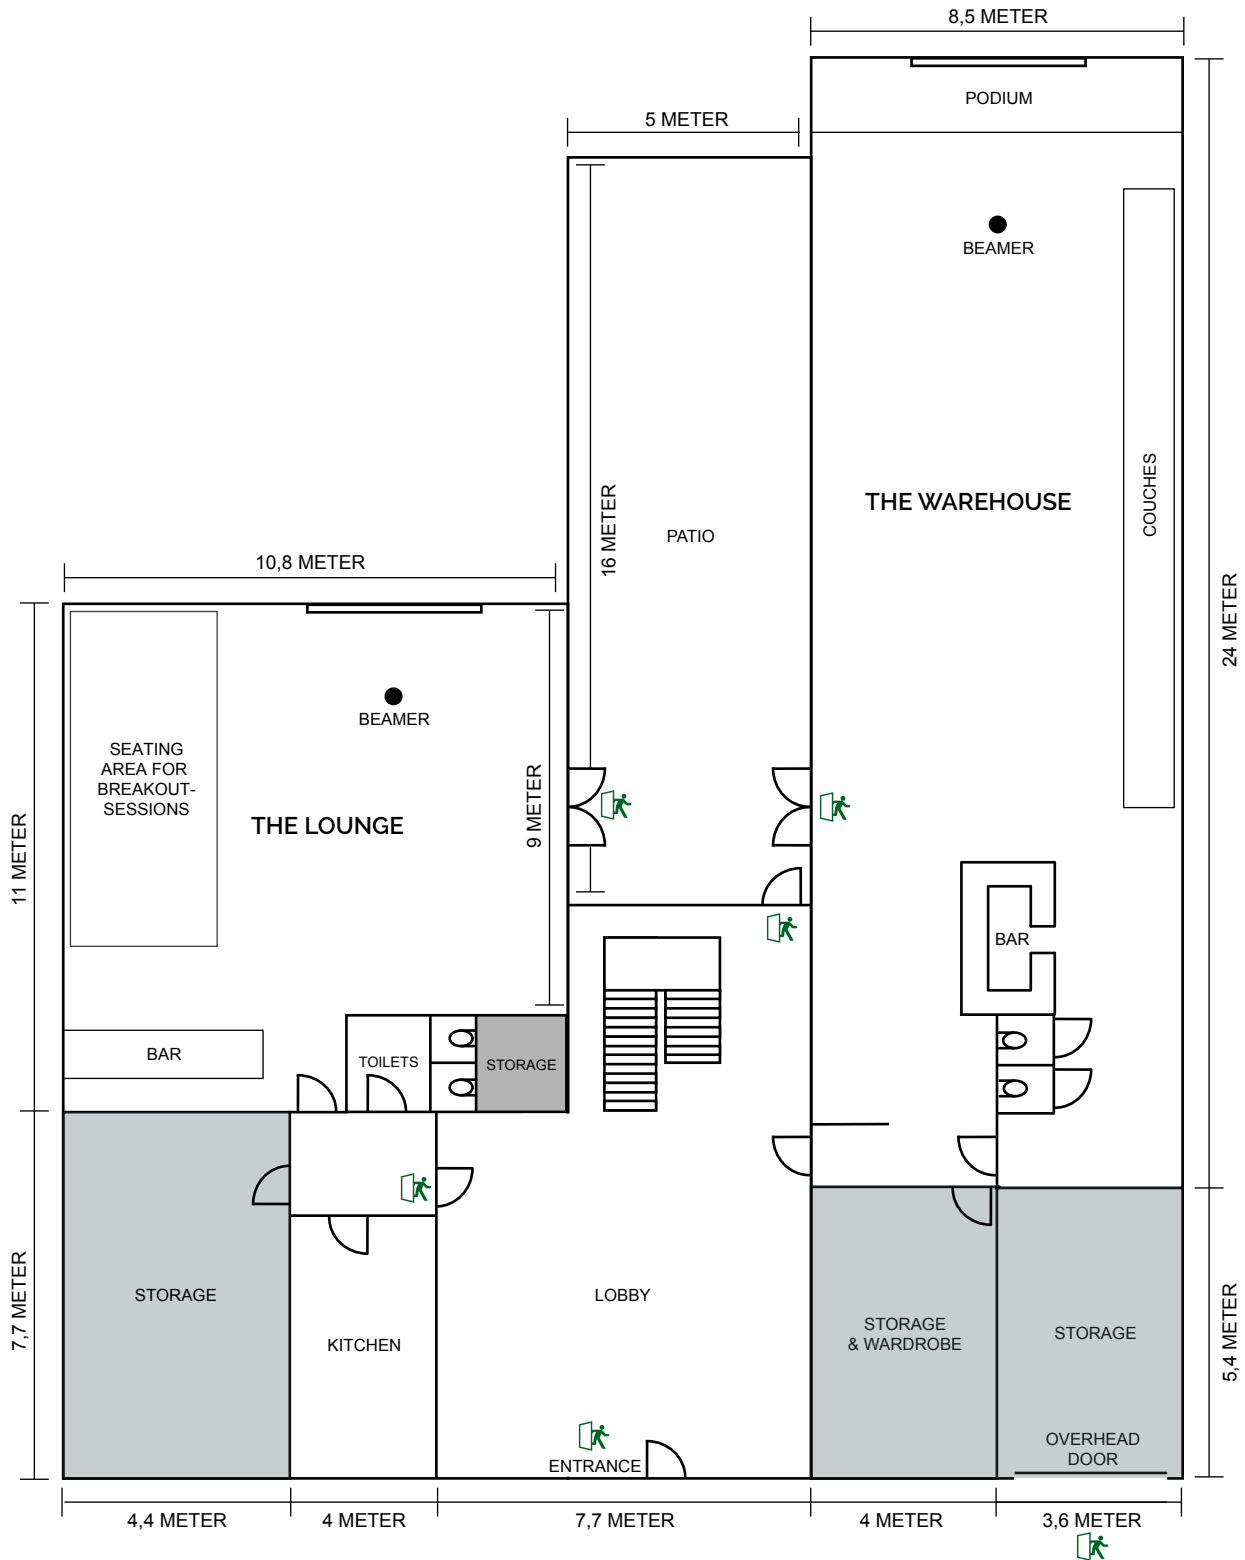 8,5 METER
PODIUM
5 METER
BEAMER
COUCHES
THE WAREHOUSE
16 METER
PATIO
24 METER
10,8 METER
BEAMER
SEATING
AREA FOR
BREAKOUT-
SESSIONS
9 METER
THE LOUNGE
11 METER
BAR
BAR
TOILETS
STORAGE
STORAGE
LOBBY
KITCHEN
STORAGE
& WARDROBE
STORAGE
7,7 METER
5,4 METER
OVERHEAD
DOOR
ENTRANCE
4,4 METER
4 METER
7,7 METER
4 METER
3,6 METER